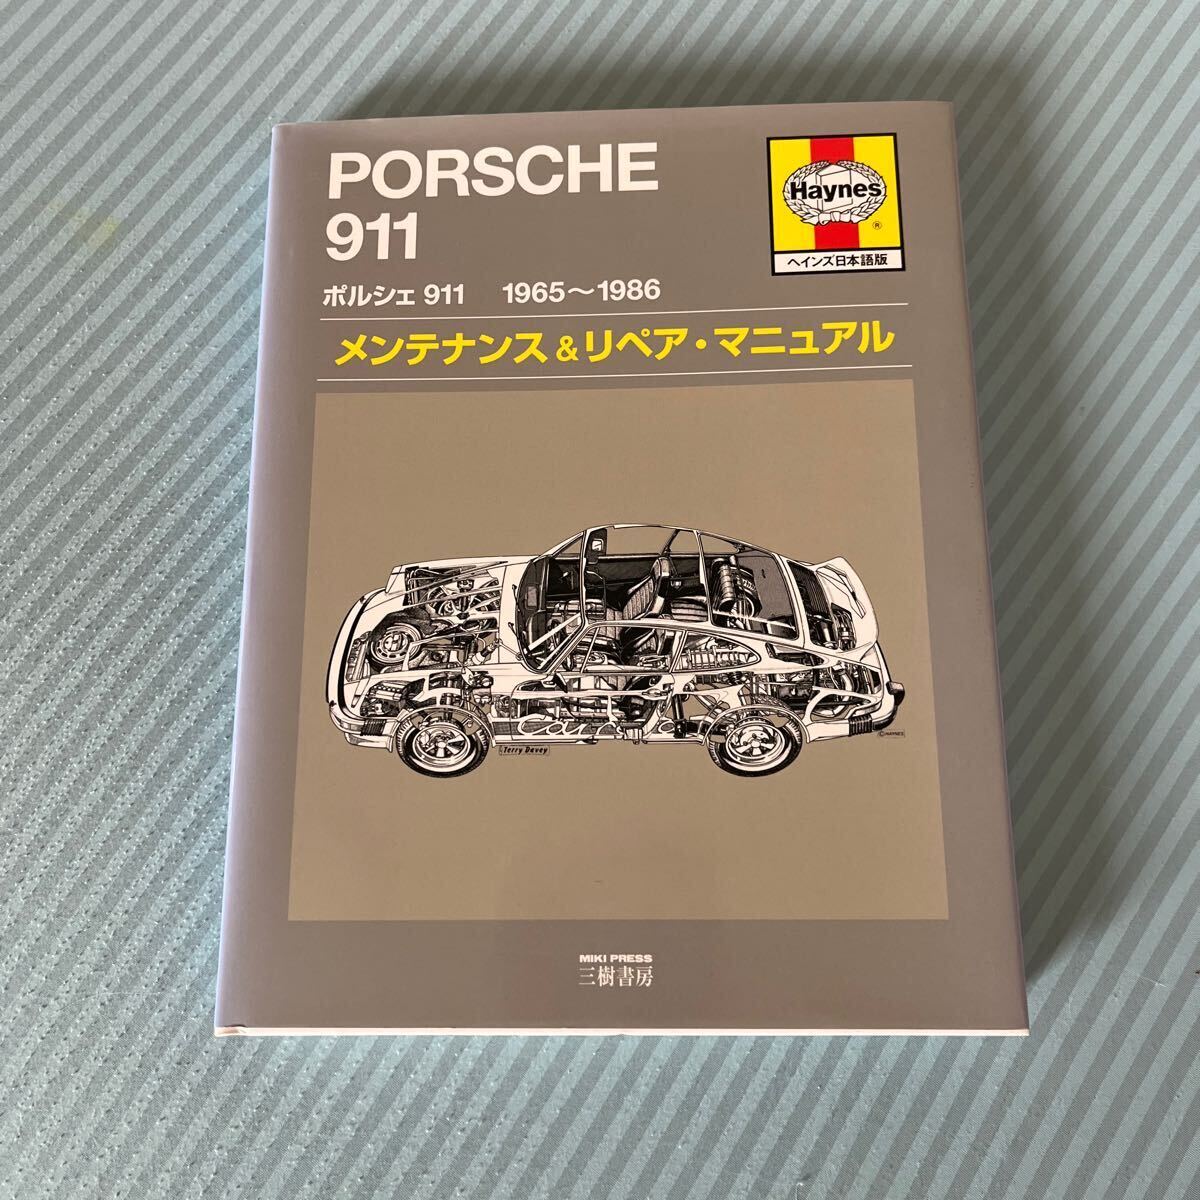 PORSCHE
911
Haynes
®
ヘインズ日本語版
ポルシェ 911 1965〜1986
メンテナンス&リペア・マニュアル
Carrera
Terry Davey
©HAYNES
MIKI PRESS
三樹書房